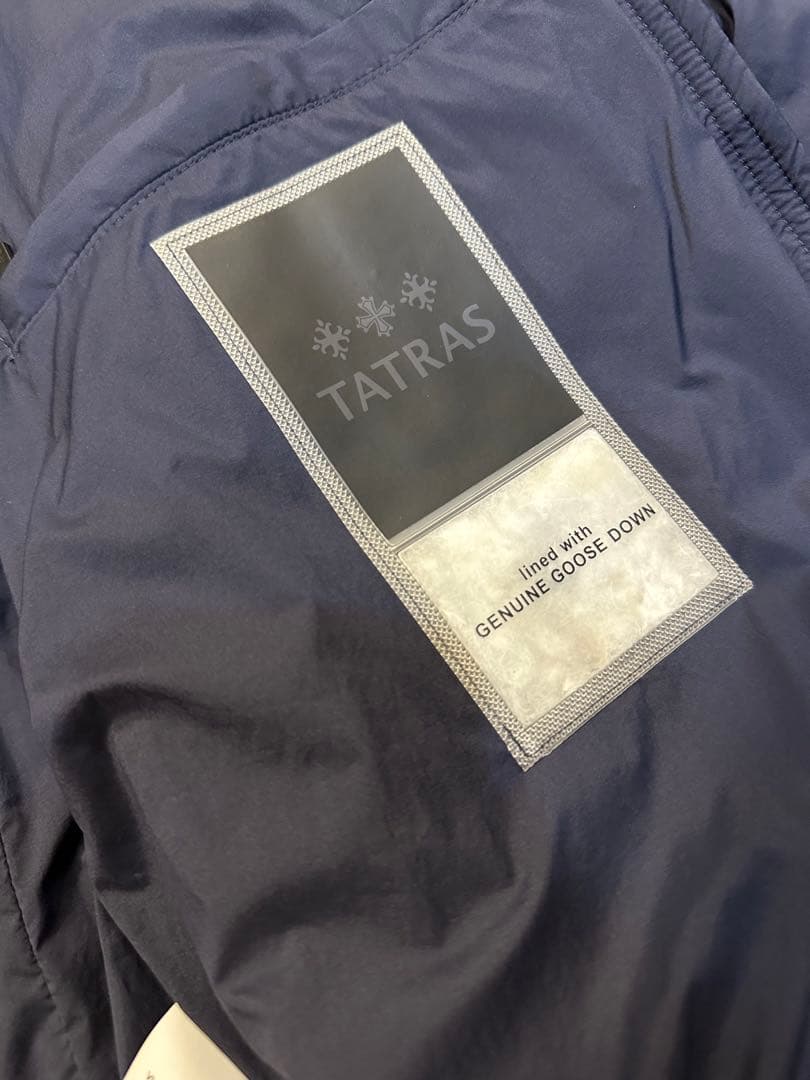 TATRAS
lined with
GENUINE GOOSE DOWN